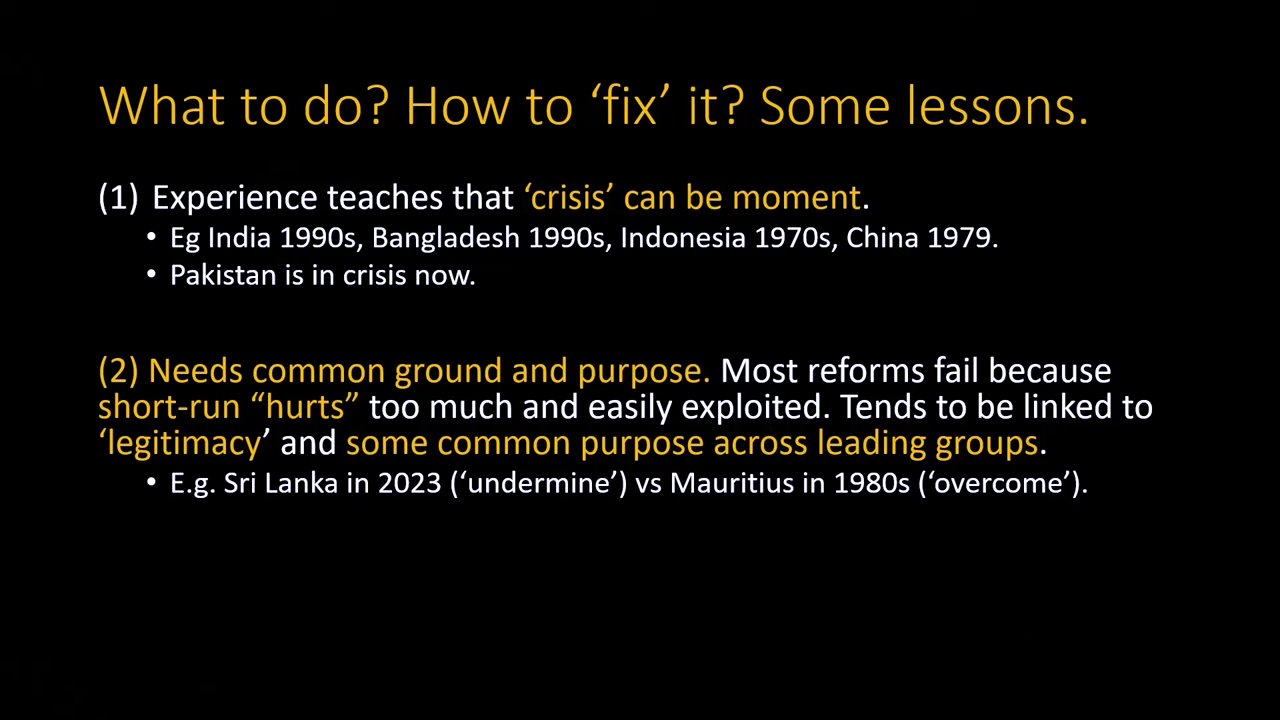 What to do? How to ‘fix’ it? Some lessons.
(1) Experience teaches that ‘crisis’ can be moment.
• Eg India 1990s, Bangladesh 1990s, Indonesia 1970s, China 1979.
• Pakistan is in crisis now.
(2) Needs common ground and purpose. Most reforms fail because
short-run “hurts” too much and easily exploited. Tends to be linked to
‘legitimacy’ and some common purpose across leading groups.
• E.g. Sri Lanka in 2023 (‘undermine’) vs Mauritius in 1980s (‘overcome’).